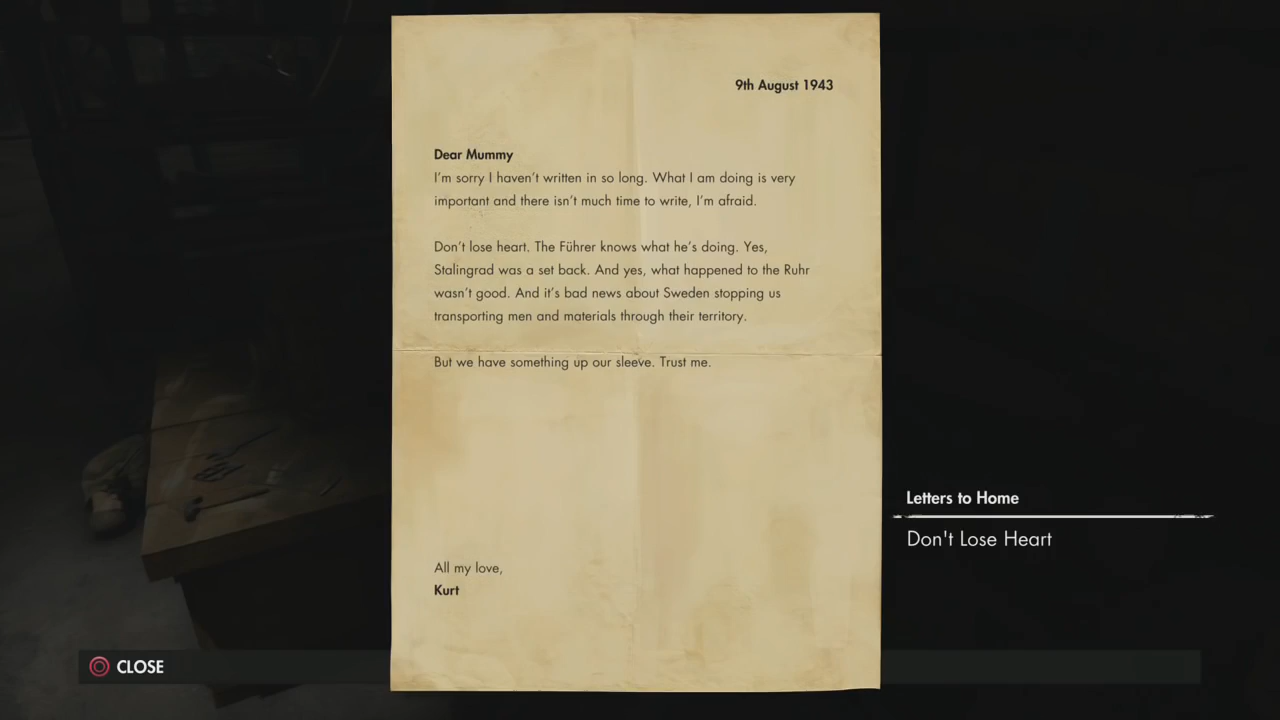 9th August 1943
Dear Mummy
I'm sorry I haven't written in so long. What I am doing is very
important and there isn't much time to write, I'm afraid.
Don't lose heart. The Führer knows what he's doing. Yes,
Stalingrad was a set back. And yes, what happened to the Ruhr
wasn't good. And it's bad news about Sweden stopping us
transporting men and materials through their territory.
But we have something up our sleeve. Trust me.
All my love,
Kurt
Letters to Home
Don't Lose Heart
CLOSE